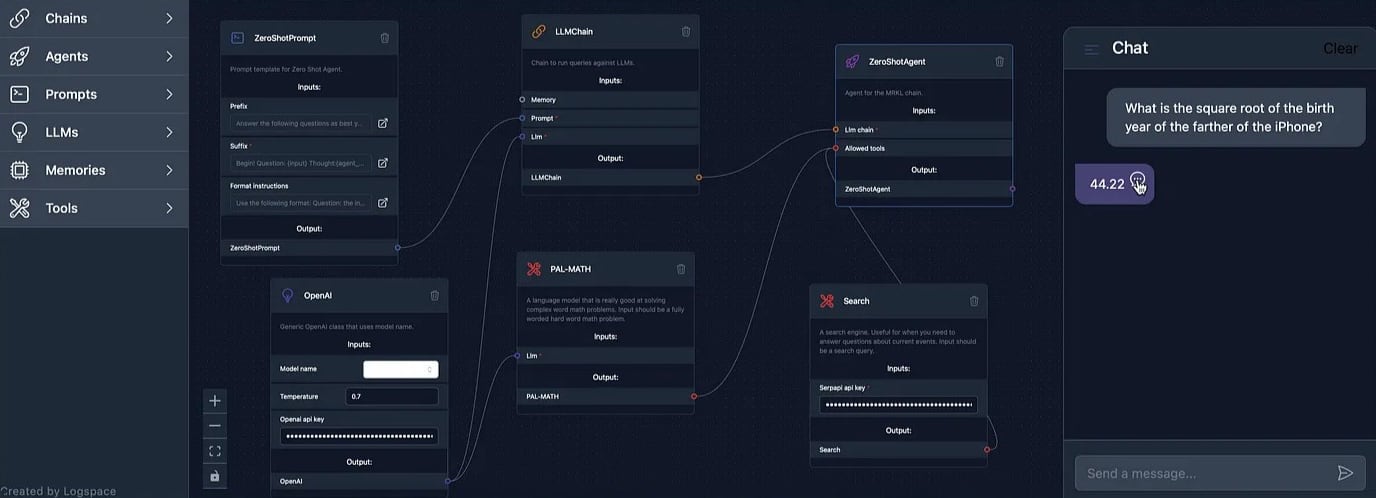 Chains
Agents
Prompts
LLMs
Memories
Tools
Created by Logspace
ZeroShotPrompt
Prompt template for Zero Shot Agent.
Inputs:
Prefix
Answer the following questions as best y...
Suffix *
Begin! Question: {input} Thought:{agent_...
Format instructions
Use the following format: Question: the in...
Output:
ZeroShotPrompt
OpenAI
Generic OpenAI class that uses model name.
Inputs:
Model name
Temperature
0.7
Openai api key
Output:
OpenAI
LLMChain
Chain to run queries against LLMs.
Inputs:
Memory
Prompt *
Llm *
Output:
LLMChain
PAL-MATH
A language model that is really good at solving
complex word math problems. Input should be a fully
worded hard word math problem.
Inputs:
Llm *
Output:
PAL-MATH
ZeroShotAgent
Agent for the MRKL chain.
Inputs:
Llm chain *
Allowed tools
Output:
ZeroShotAgent
Search
A search engine. Useful for when you need to
answer questions about current events. Input should
be a search query.
Inputs:
Serpapi api key *
Output:
Search
Chat
Clear
What is the square root of the birth
year of the farther of the iPhone?
44.22
Send a message...